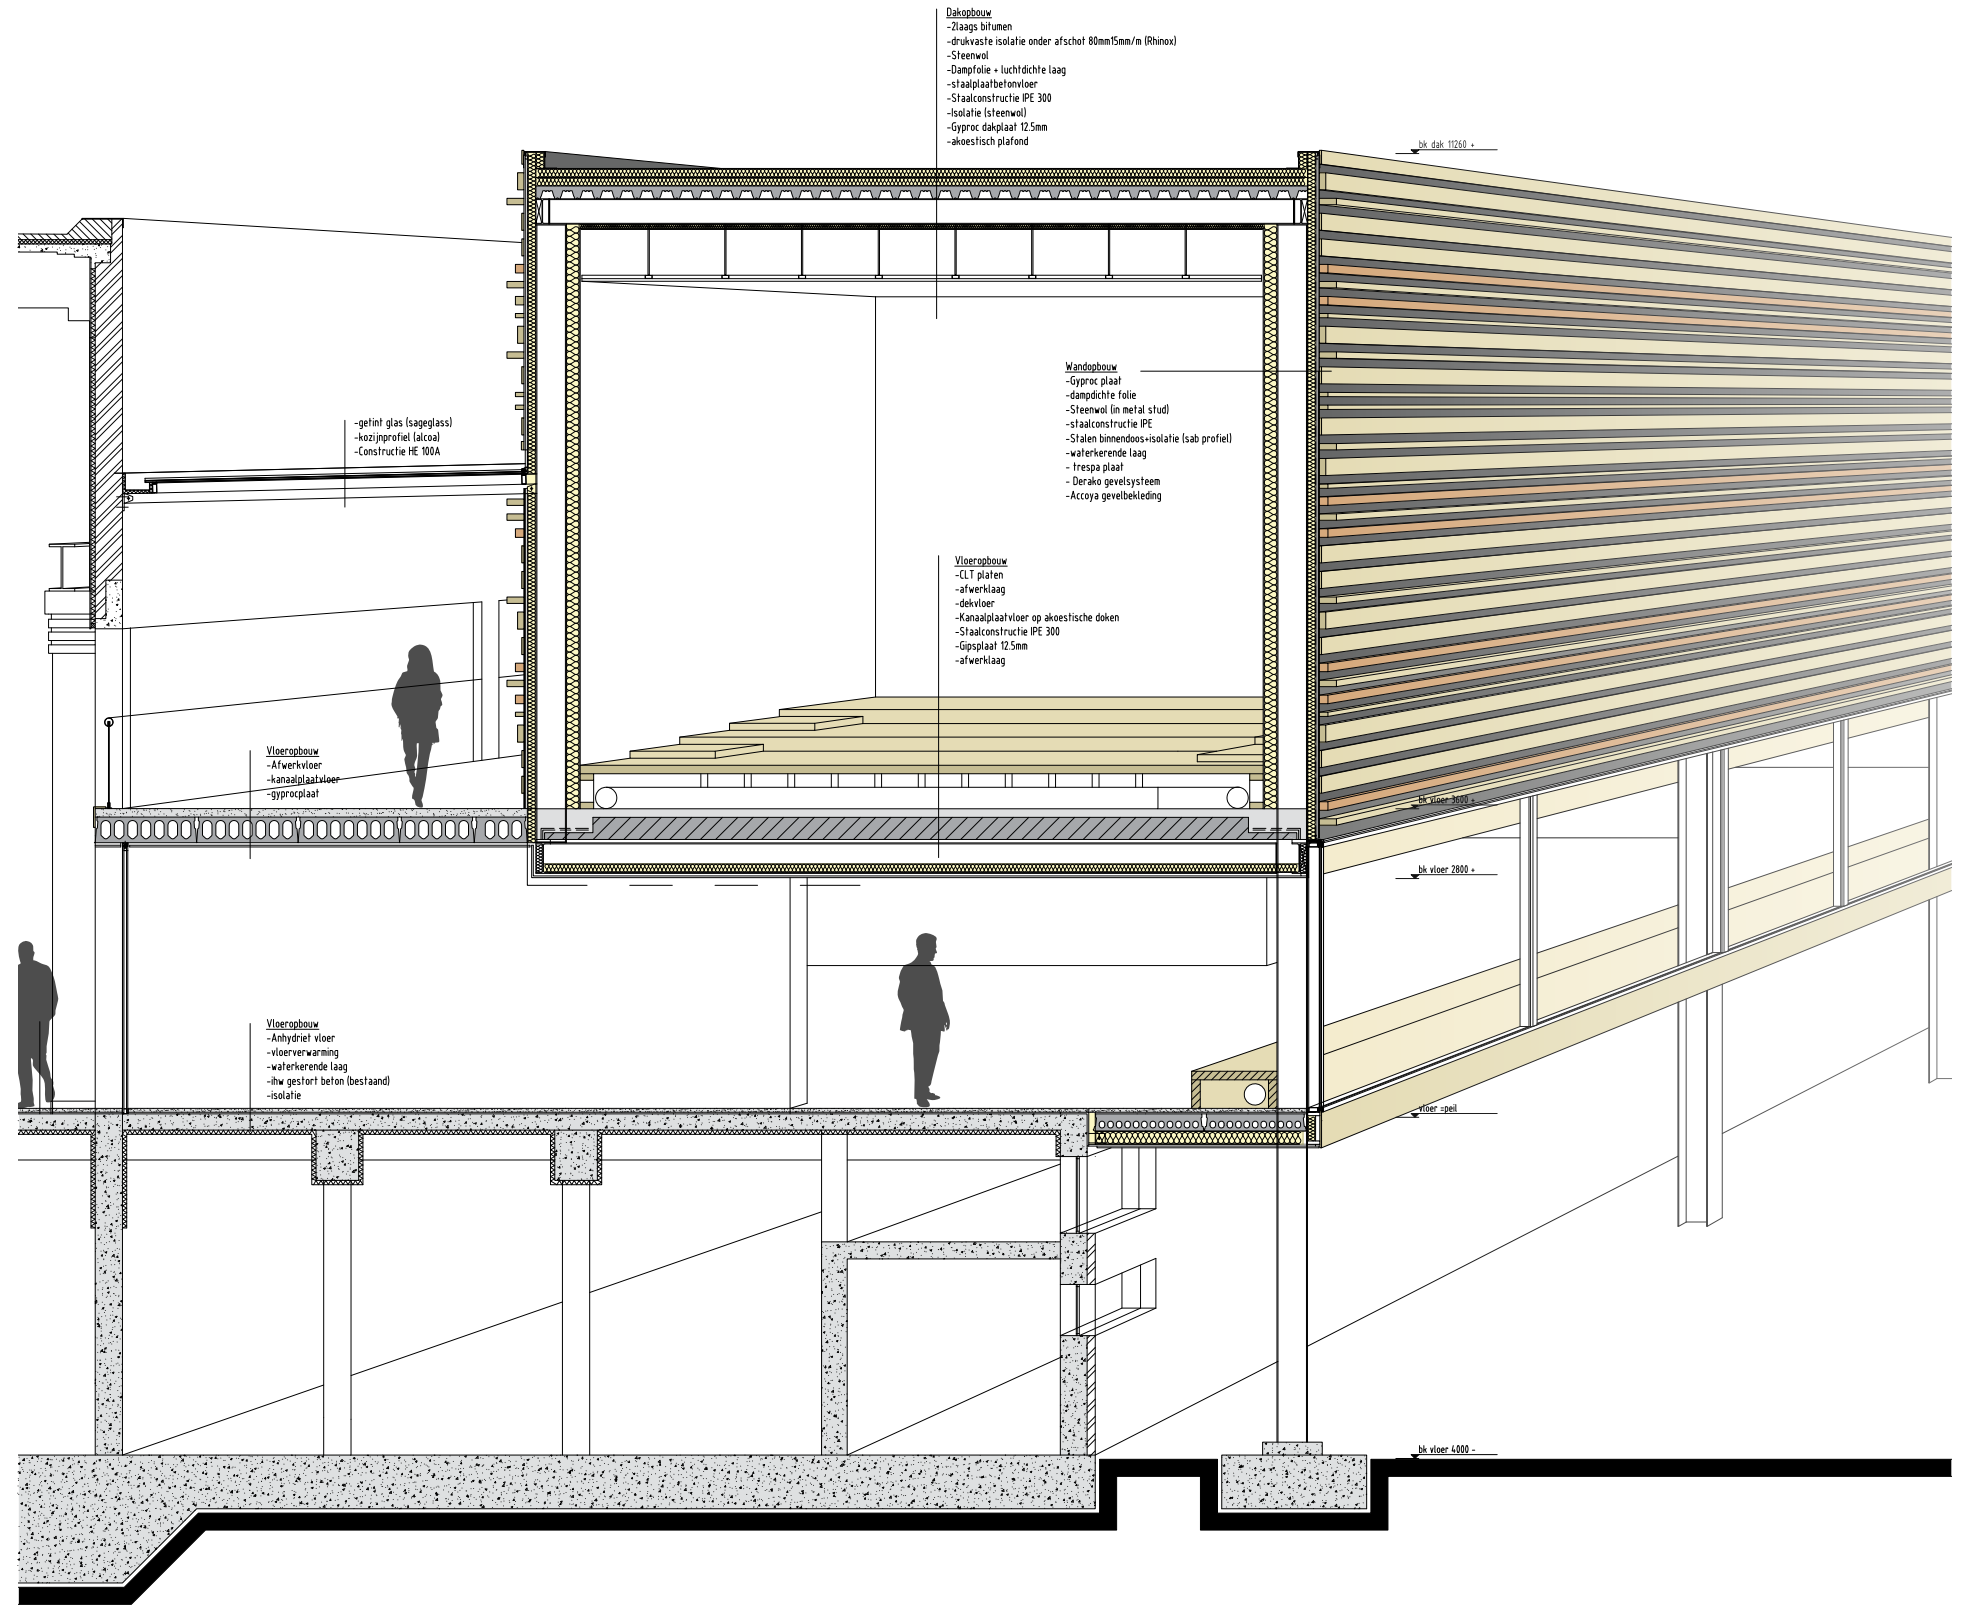 Dakopbouw
-2laags bitumen
-drukvaste isolatie onder afschot 80mm15mm/m (Rhinox)
-Steenwol
-Dampfolie + luchtdichte laag
-staalplaatbetonvloer
-Staalconstructie IPE 300
-Isolatie (steenwol)
-Gyproc dakplaat 12.5mm
-akoestisch plafond
bk dak 11260 +
Wandopbouw
-Gyproc plaat
-dampdichte folie
-Steenwol (in metal stud)
-staalconstructie IPE
-Stalen binnendoos+isolatie (sab profiel)
-waterkerende laag
- trespa plaat
- Derako gevelsysteem
-Accoya gevelbekleding
-getint glas (sageglass)
-kozijnprofiel (alcoa)
-Constructie HE 100A
Vloeropbouw
-CLT platen
-afwerklaag
-dekvloer
-Kanaalplaatvloer op akoestische doken
-Staalconstructie IPE 300
-Gipsplaat 12.5mm
-afwerklaag
Vloeropbouw
-Afwerkvloer
-kanaalplaatvloer
-gyprocplaat
bk vloer 3600 +
bk vloer 2800 +
Vloeropbouw
-Anhydriet vloer
-vloerverwarming
-waterkerende laag
-ihw gestort beton (bestaand)
-isolatie
vloer =peil
bk vloer 4000 -